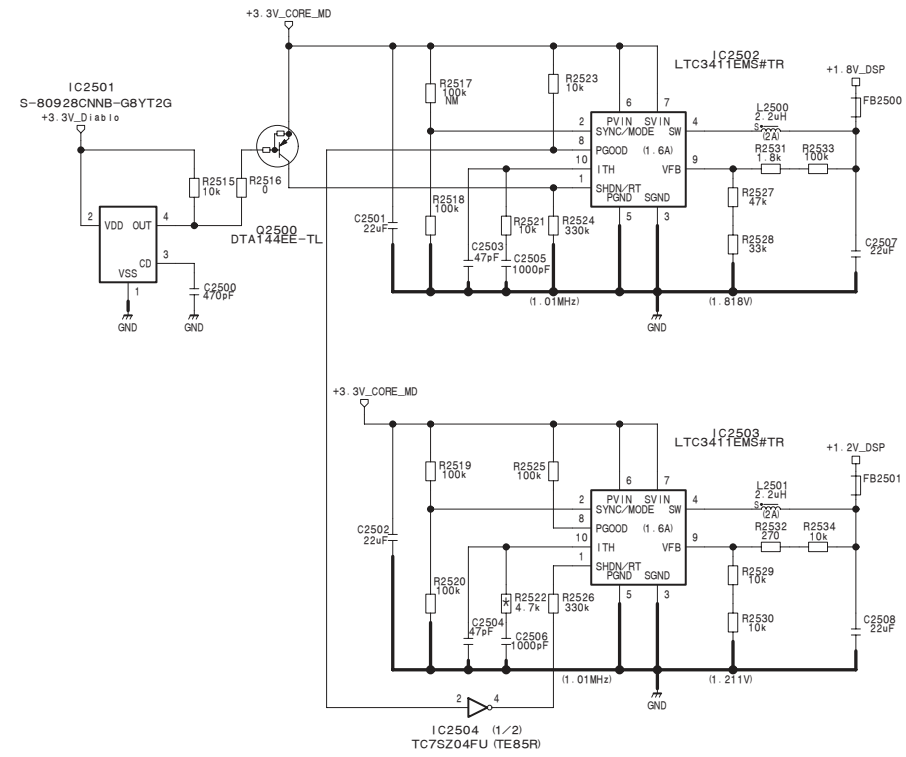 +3.3V_CORE_MD
IC2501
S-80928CNNB-G8YT2G
+3.3V_Diablo
R2515
10k
R2516
0
Q2500
DTA144EE-TL
2
VDD
OUT
4
CD
3
VSS
1
C2500
470pF
GND
GND
IC2502
LTC3411EMS#TR
R2517
100k
NM
R2523
10k
6
7
PVIN
SVIN
2
SYNC/MODE
SW
4
8
PGOOD
(1.6A)
10
ITH
VFB
9
1
SHDN/RT
PGND
SGND
5
3
+1.8V_DSP
FB2500
L2500
2.2uH
S
(2A)
R2531
1.8k
R2533
100k
R2527
47k
R2528
33k
C2507
22uF
R2518
100k
C2501
22uF
R2521
10k
R2524
330k
C2503
47pF
C2505
1000pF
(1.01MHz)
(1.818V)
GND
+3.3V_CORE_MD
IC2503
LTC3411EMS#TR
R2519
100k
R2525
100k
6
7
PVIN
SVIN
2
SYNC/MODE
SW
4
8
PGOOD
(1.6A)
10
ITH
VFB
9
1
SHDN/RT
PGND
SGND
5
3
+1.2V_DSP
FB2501
L2501
2.2uH
S
(2A)
R2532
270
R2534
10k
R2529
10k
R2530
10k
C2508
22uF
C2502
22uF
R2520
100k
*
R2522
4.7k
R2526
330k
C2504
47pF
C2506
1000pF
(1.01MHz)
(1.211V)
GND
2
4
IC2504 (1/2)
TC7SZ04FU (TE85R)